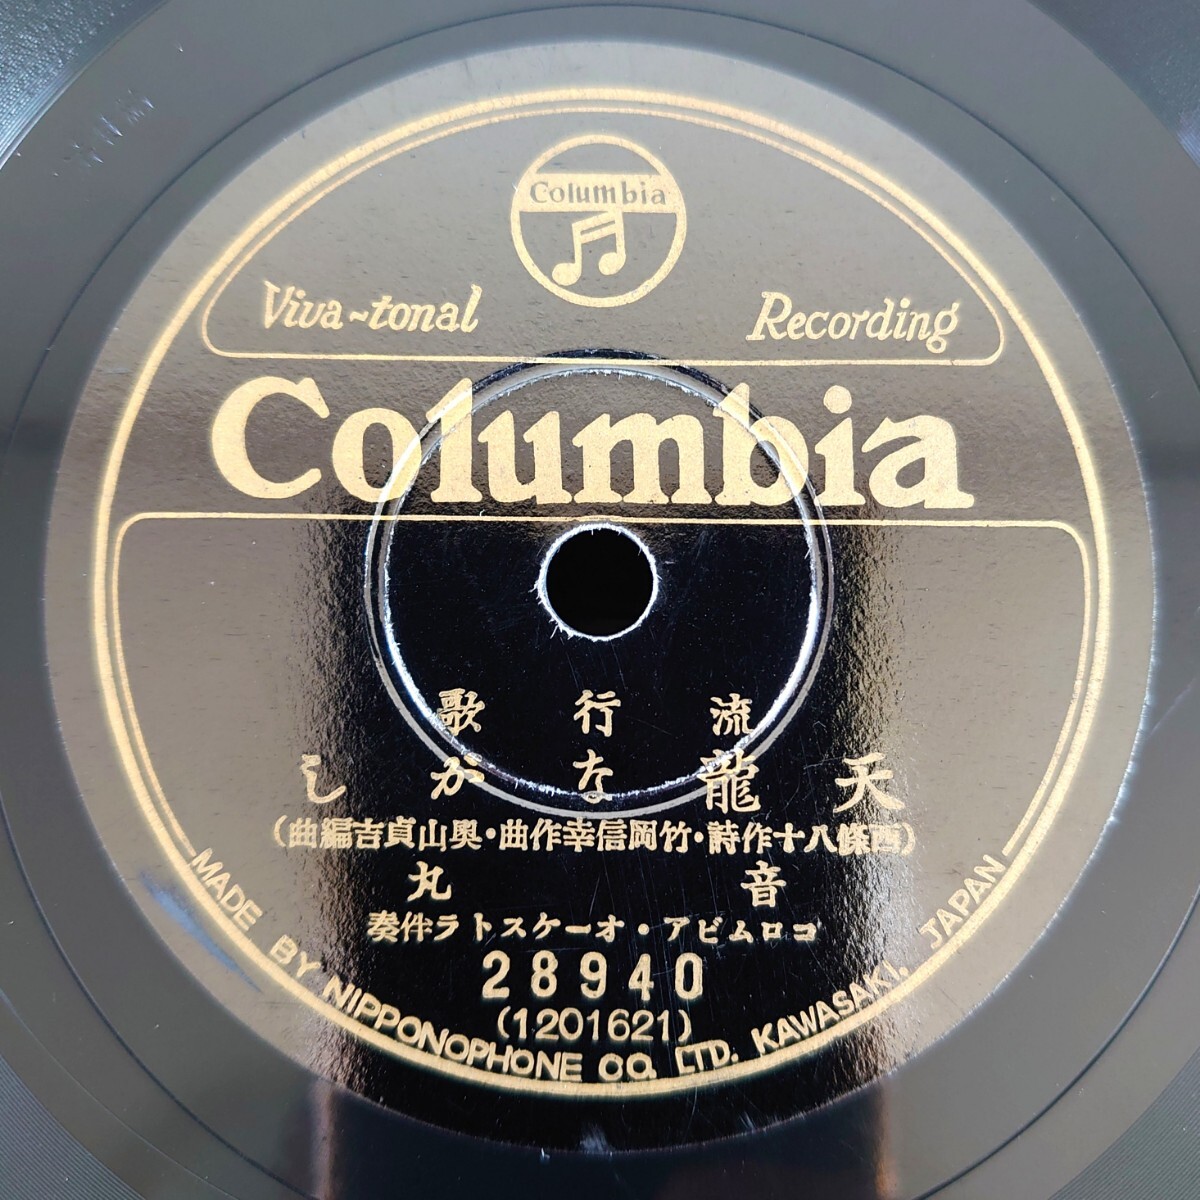 Columbia
Viva-tonal Recording
Columbia
流行歌
天龍ながし
(西條八十作詩・竹岡信幸作曲・奥山貞吉編曲)
音丸
コロムビア・オーケストラ伴奏
28940
(1201621)
MADE BY NIPPONOPHONE CO. LTD. KAWASAKI, JAPAN